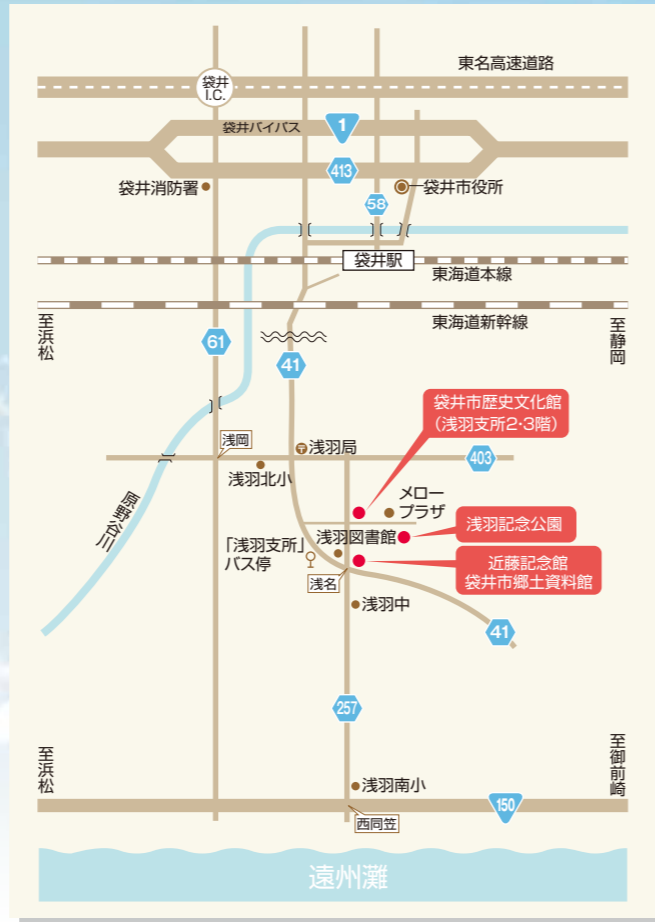 東名高速道路
袋井
I.C.
袋井バイパス
1
413
袋井消防署
58
袋井市役所
袋井駅
東海道本線
東海道新幹線
至浜松
至静岡
61
41
袋井市歴史文化館
（浅羽支所2・3階）
浅岡
浅羽局
403
浅羽北小
メロー
プラザ
原野谷川
浅羽記念公園
「浅羽支所」
バス停
浅羽図書館
近藤記念館
袋井市郷土資料館
浅名
浅羽中
41
257
至浜松
至御前崎
浅羽南小
150
西同笠
遠州灘